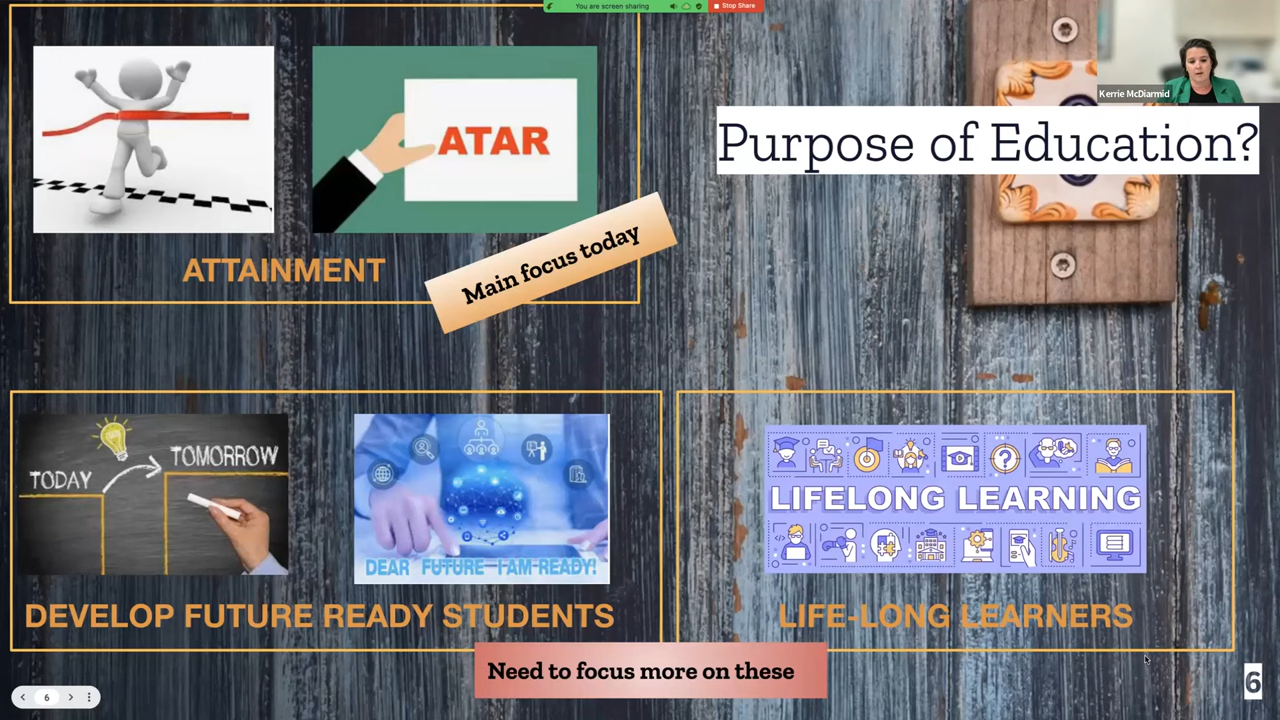 You are screen sharing
Stop Share
Kerrie McDiarmid
Purpose of Education?
ATAR
ATTAINMENT
Main focus today
TODAY
TOMORROW
DEAR FUTURE I AM READY!
LIFELONG LEARNING
DEVELOP FUTURE READY STUDENTS
LIFE-LONG LEARNERS
Need to focus more on these
6
6